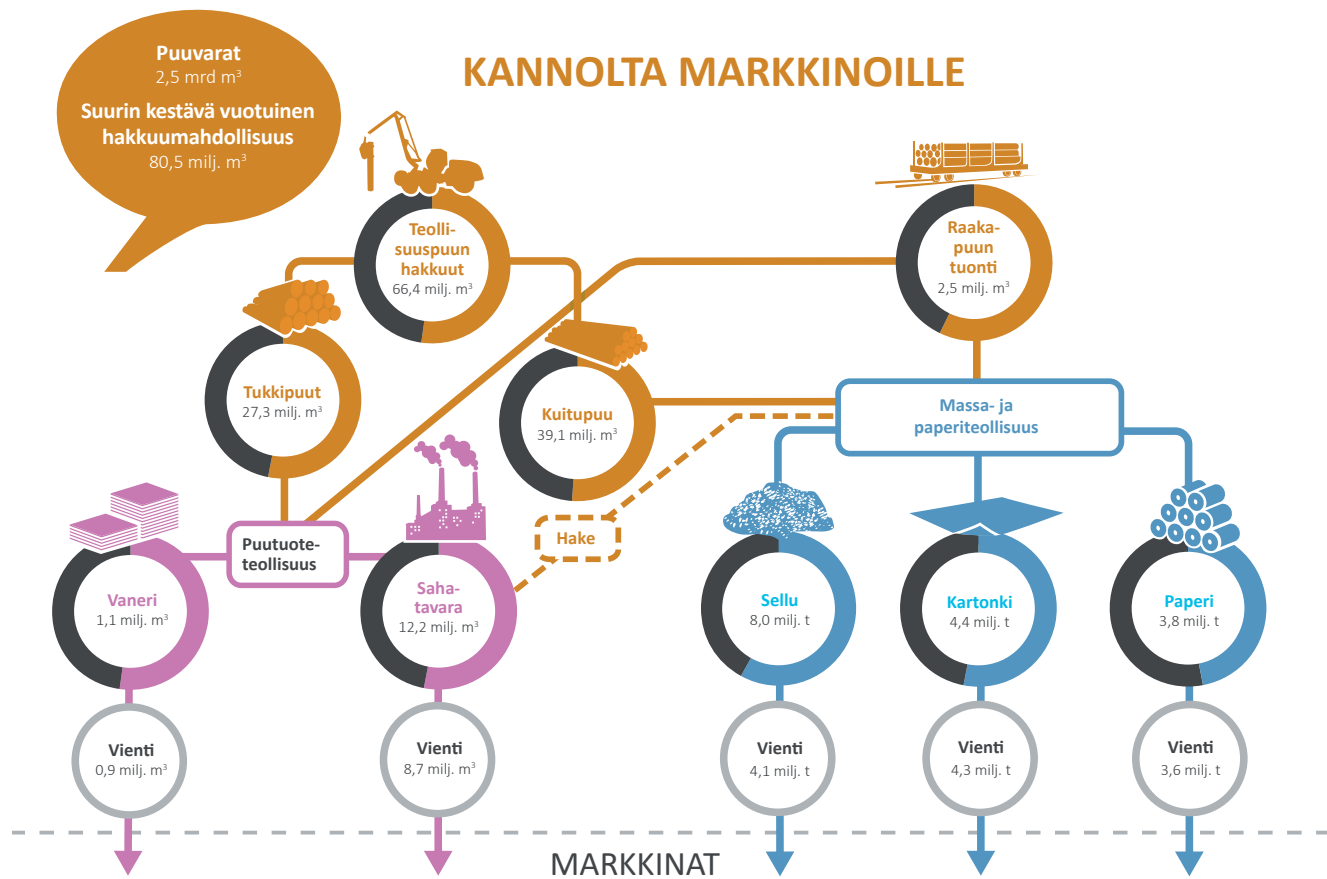 Puuvarat
2,5 mrd m³
Suurin kestävä vuotuinen
hakkuumahdollisuus
80,5 milj. m³
KANNOLTA MARKKINOILLE
Teolli-
suuspuun
hakkuut
66,4 milj. m³
Raaka-
puun
tuonti
2,5 milj. m³
Tukkipuut
27,3 milj. m³
Kuitupuu
39,1 milj. m³
Massa- ja
paperiteollisuus
Puutuote-
teollisuus
Hake
Vaneri
1,1 milj. m³
Saha-
tavara
12,2 milj. m³
Sellu
8,0 milj. t
Kartonki
4,4 milj. t
Paperi
3,8 milj. t
Vienti
0,9 milj. m³
Vienti
8,7 milj. m³
Vienti
4,1 milj. t
Vienti
4,3 milj. t
Vienti
3,6 milj. t
MARKKINAT